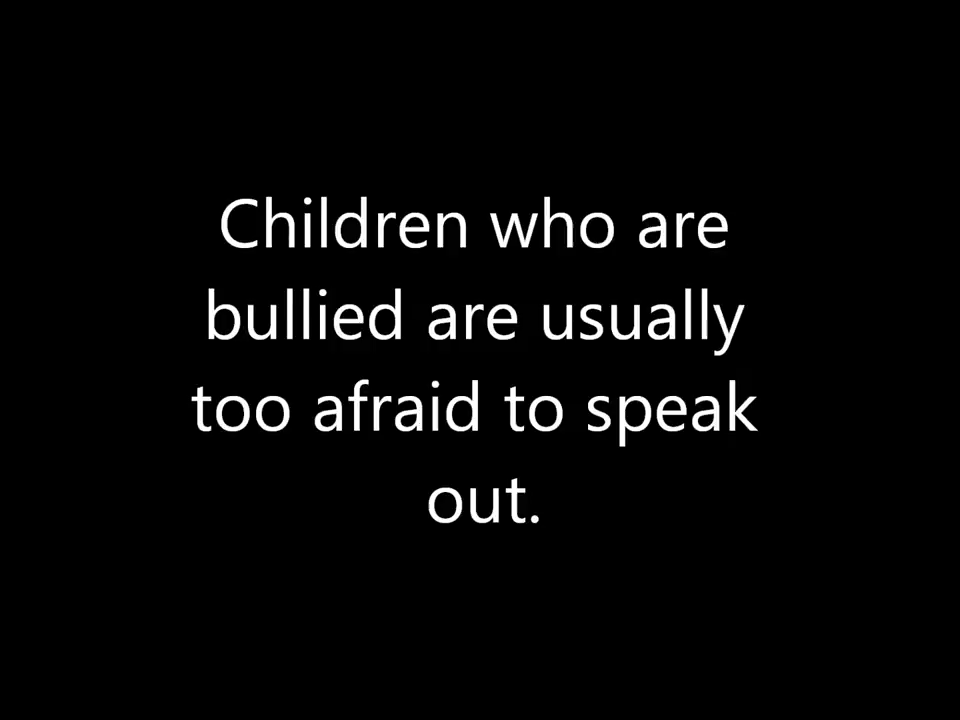 Children who are
bullied are usually
too afraid to speak
out.